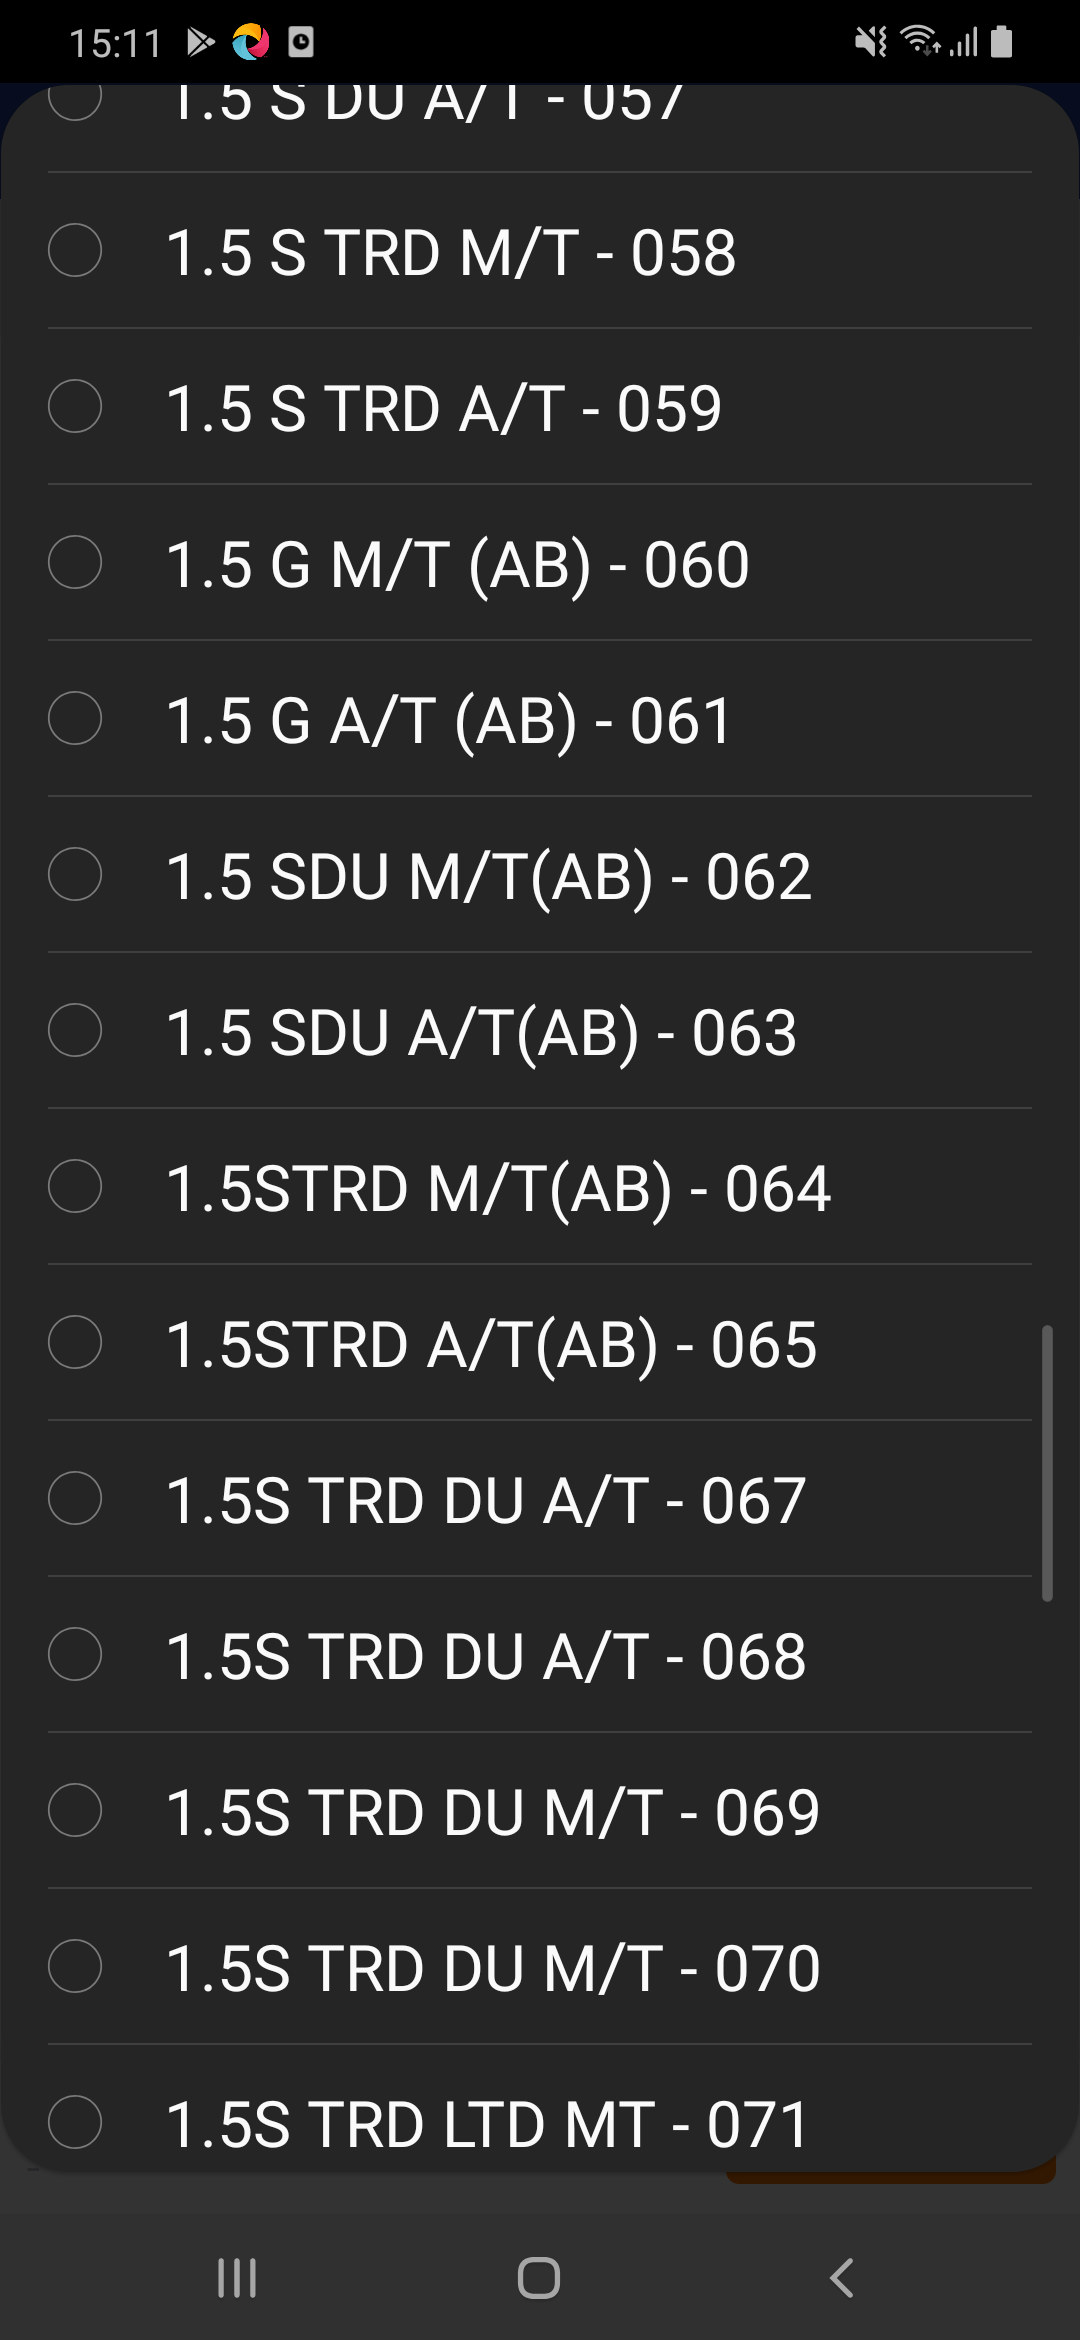 15:11
1.5 S DU A/T - 057
1.5 S TRD M/T - 058
1.5 S TRD A/T - 059
1.5 G M/T (AB) - 060
1.5 G A/T (AB) - 061
1.5 SDU M/T(AB) - 062
1.5 SDU A/T(AB) - 063
1.5STRD M/T(AB) - 064
1.5STRD A/T(AB) - 065
1.5S TRD DU A/T - 067
1.5S TRD DU A/T - 068
1.5S TRD DU M/T - 069
1.5S TRD DU M/T - 070
1.5S TRD LTD MT - 071